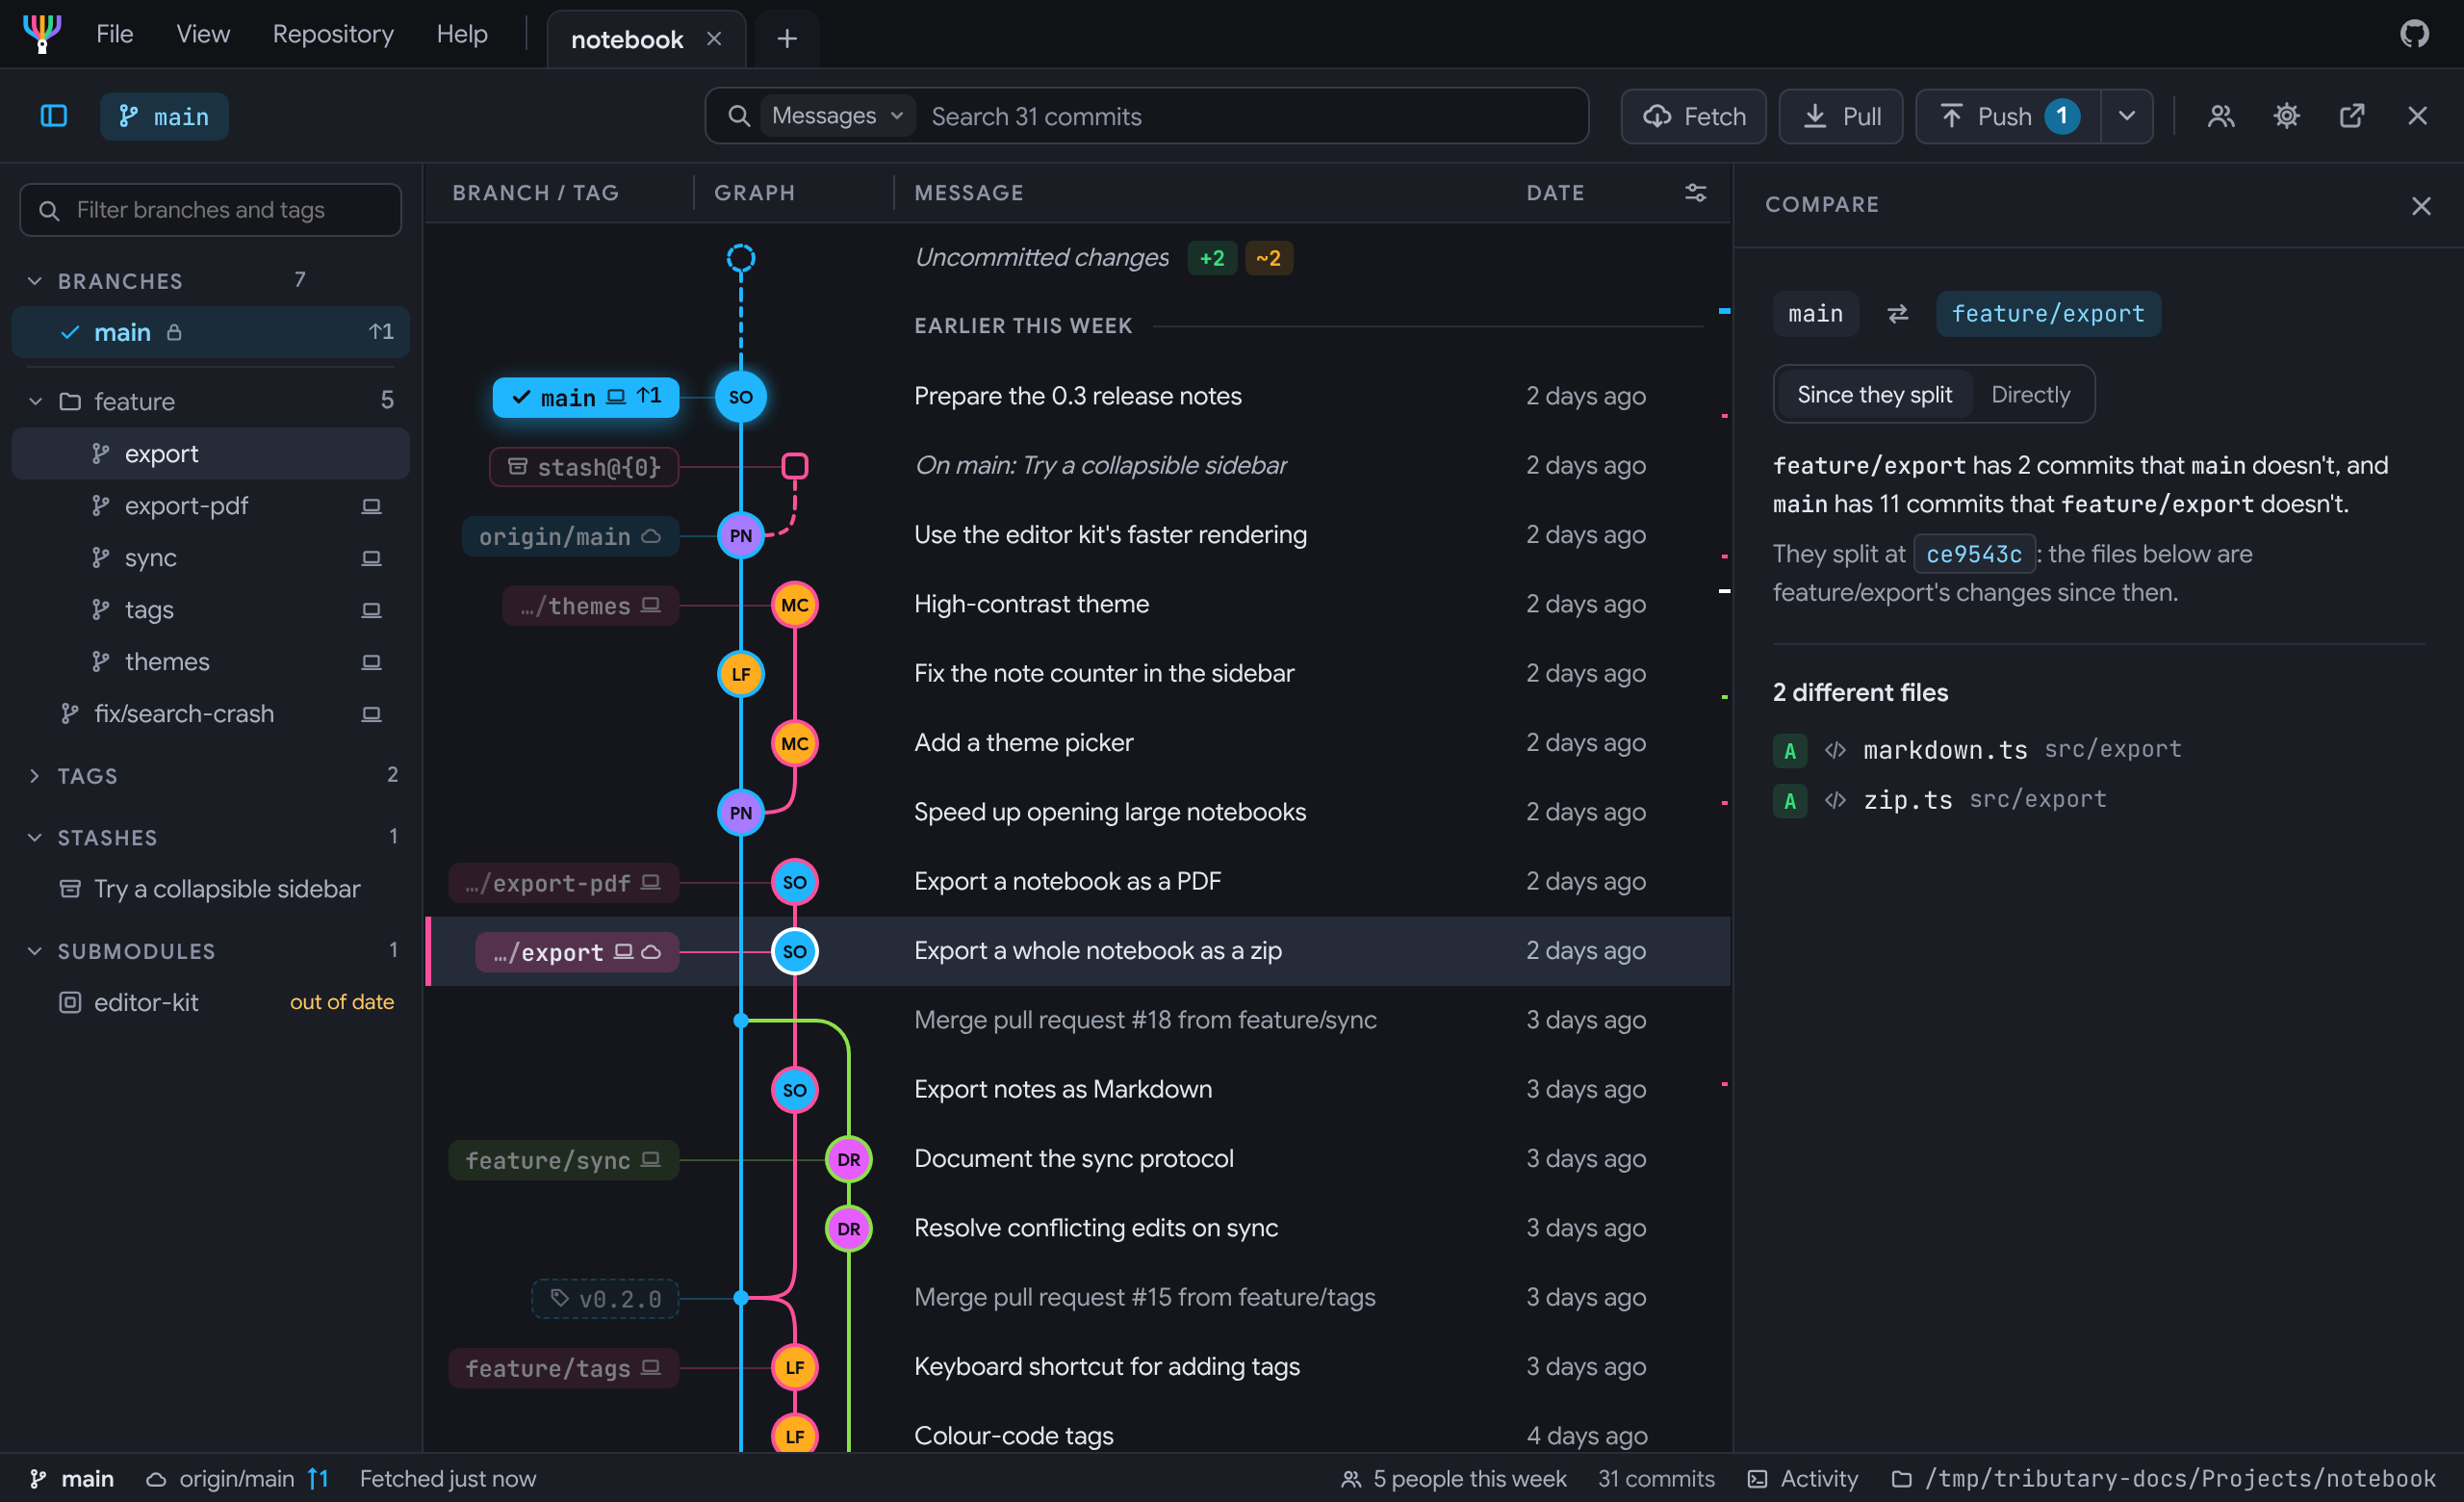 File View Repository Help notebook
main Messages Search 31 commits Fetch Pull Push 1
Filter branches and tags
BRANCHES 7
main ↑1
feature 5
export
export-pdf
sync
tags
themes
fix/search-crash
TAGS 2
STASHES 1
Try a collapsible sidebar
SUBMODULES 1
editor-kit out of date
BRANCH / TAG GRAPH MESSAGE DATE
Uncommitted changes +2 ~2
EARLIER THIS WEEK
main ↑1 SO Prepare the 0.3 release notes 2 days ago
stash@{0} On main: Try a collapsible sidebar 2 days ago
origin/main PN Use the editor kit's faster rendering 2 days ago
…/themes MC High-contrast theme 2 days ago
LF Fix the note counter in the sidebar 2 days ago
MC Add a theme picker 2 days ago
PN Speed up opening large notebooks 2 days ago
…/export-pdf SO Export a notebook as a PDF 2 days ago
…/export SO Export a whole notebook as a zip 2 days ago
Merge pull request #18 from feature/sync 3 days ago
SO Export notes as Markdown 3 days ago
feature/sync DR Document the sync protocol 3 days ago
DR Resolve conflicting edits on sync 3 days ago
v0.2.0 Merge pull request #15 from feature/tags 3 days ago
feature/tags LF Keyboard shortcut for adding tags 3 days ago
LF Colour-code tags 4 days ago
COMPARE
main feature/export
Since they split Directly
feature/export has 2 commits that main doesn't, and
main has 11 commits that feature/export doesn't.
They split at ce9543c: the files below are
feature/export's changes since then.
2 different files
A markdown.ts src/export
A zip.ts src/export
main origin/main ↑1 Fetched just now 5 people this week 31 commits Activity /tmp/tributary-docs/Projects/notebook